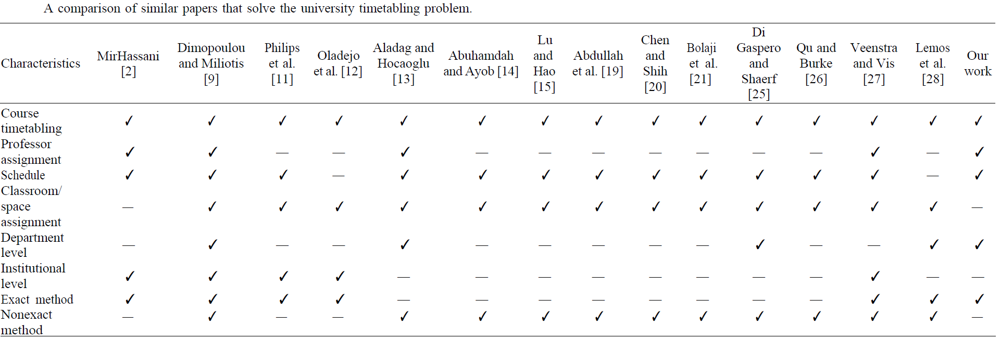 A comparison of similar papers that solve the university timetabling problem.
Characteristics MirHassani [2] Dimopoulou and Miliotis [9] Philips et al. [11] Oladejo et al. [12] Aladag and Hocaoglu [13] Abuhamdah and Ayob [14] Lu and Hao [15] Abdullah et al. [19] Chen and Shih [20] Bolaji et al. [21] Di Gaspero and Shaerf [25] Qu and Burke [26] Veenstra and Vis [27] Lemos et al. [28] Our work
Course timetabling ✓ ✓ ✓ ✓ ✓ ✓ ✓ ✓ ✓ ✓ ✓ ✓ ✓ ✓ ✓
Professor assignment ✓ ✓ — — ✓ — — — — — — — ✓ — ✓
Schedule ✓ ✓ ✓ — ✓ ✓ ✓ ✓ ✓ ✓ ✓ ✓ ✓ — ✓
Classroom/ space assignment — ✓ ✓ ✓ ✓ ✓ ✓ ✓ ✓ ✓ ✓ ✓ ✓ ✓ —
Department level — ✓ — — ✓ — — — — — ✓ — — ✓ ✓
Institutional level ✓ ✓ ✓ ✓ — — — — — — — — ✓ — —
Exact method ✓ ✓ ✓ ✓ — — — — — — — — ✓ ✓ ✓
Nonexact method — ✓ — — ✓ ✓ ✓ ✓ ✓ ✓ ✓ ✓ ✓ ✓ —